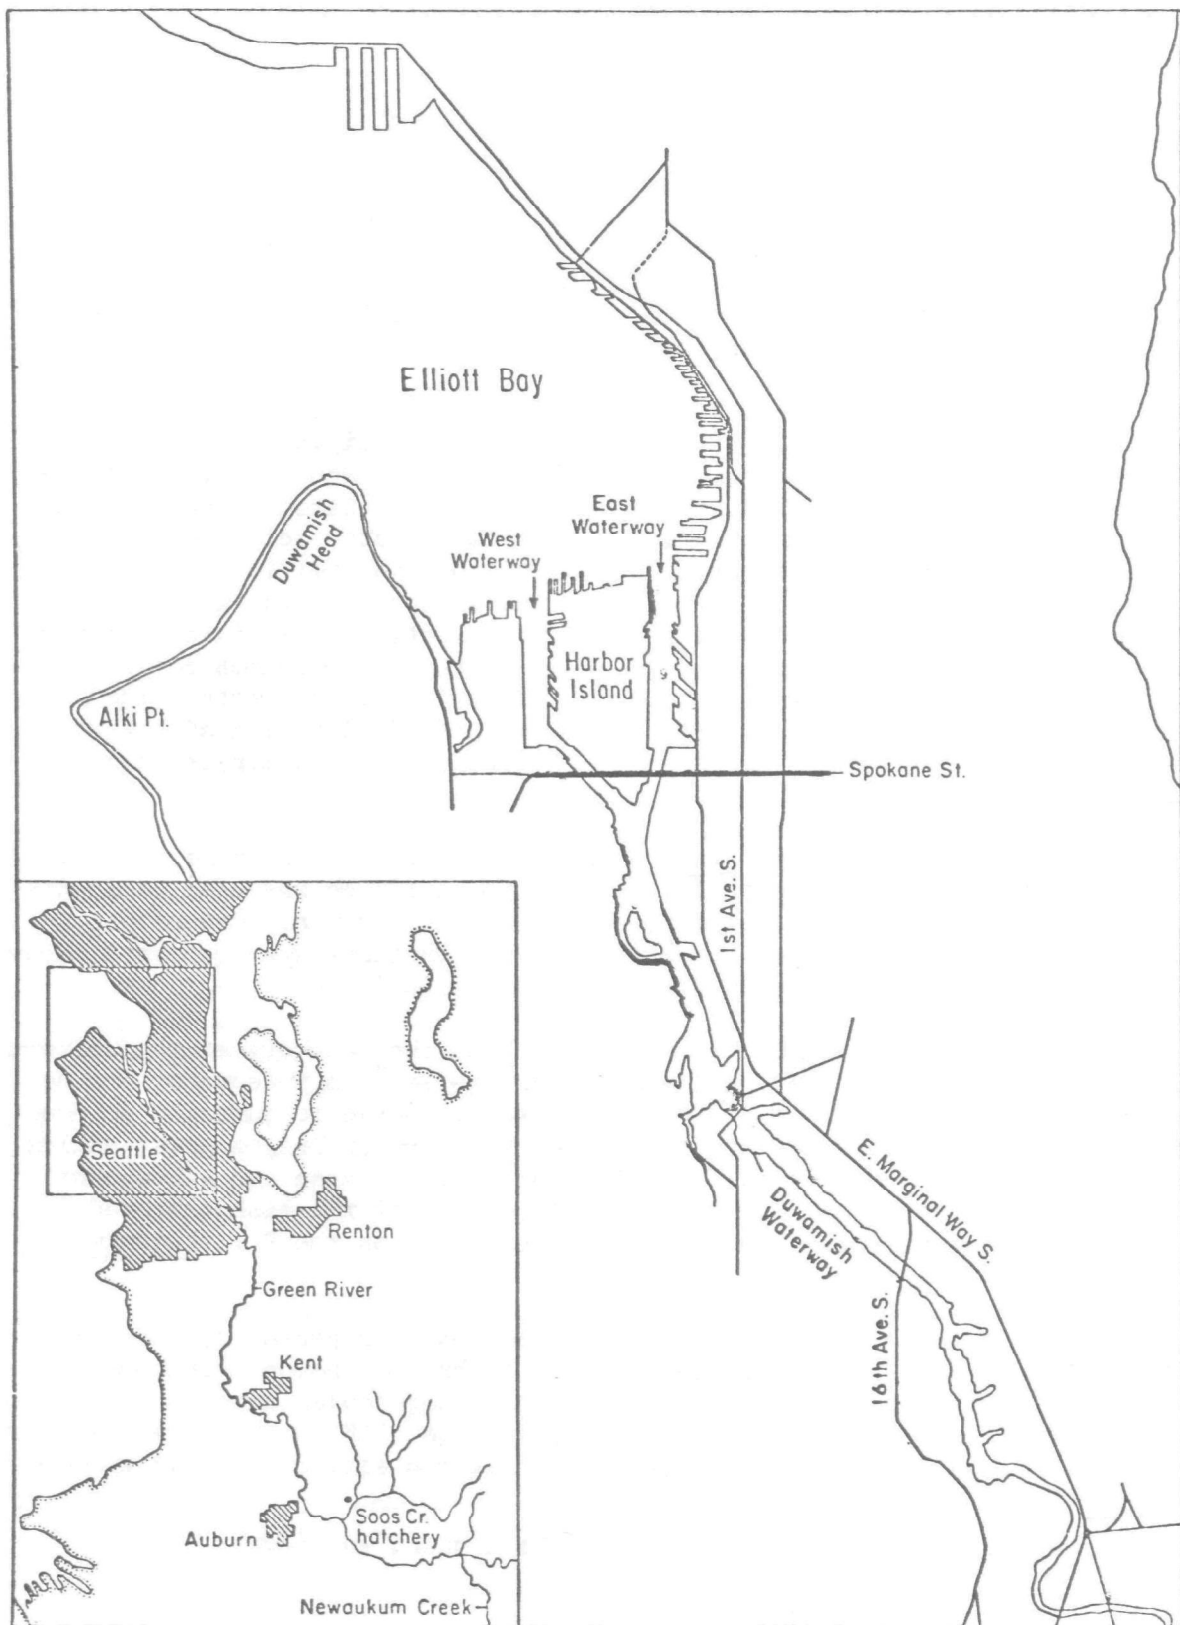 Elliott Bay
Duwamish
Head
West
Waterway
East
Waterway
Harbor
Island
Alki Pt.
Spokane St.
1st Ave. S.
E. Marginal Way S.
Duwamish
Waterway
16th Ave. S.
Seattle
Renton
Green River
Kent
Soos Cr.
hatchery
Auburn
Newaukum Creek